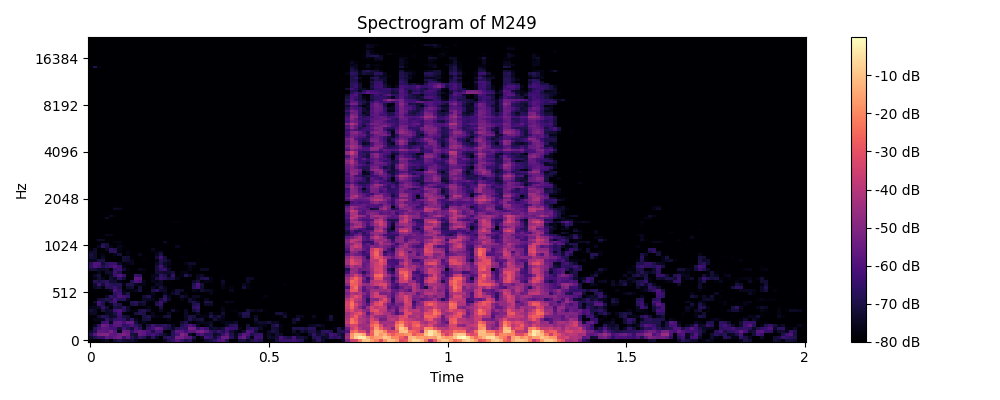 Spectrogram of M249
Hz
16384
8192
4096
2048
1024
512
0
0
0.5
1
1.5
2
Time
-10 dB
-20 dB
-30 dB
-40 dB
-50 dB
-60 dB
-70 dB
-80 dB